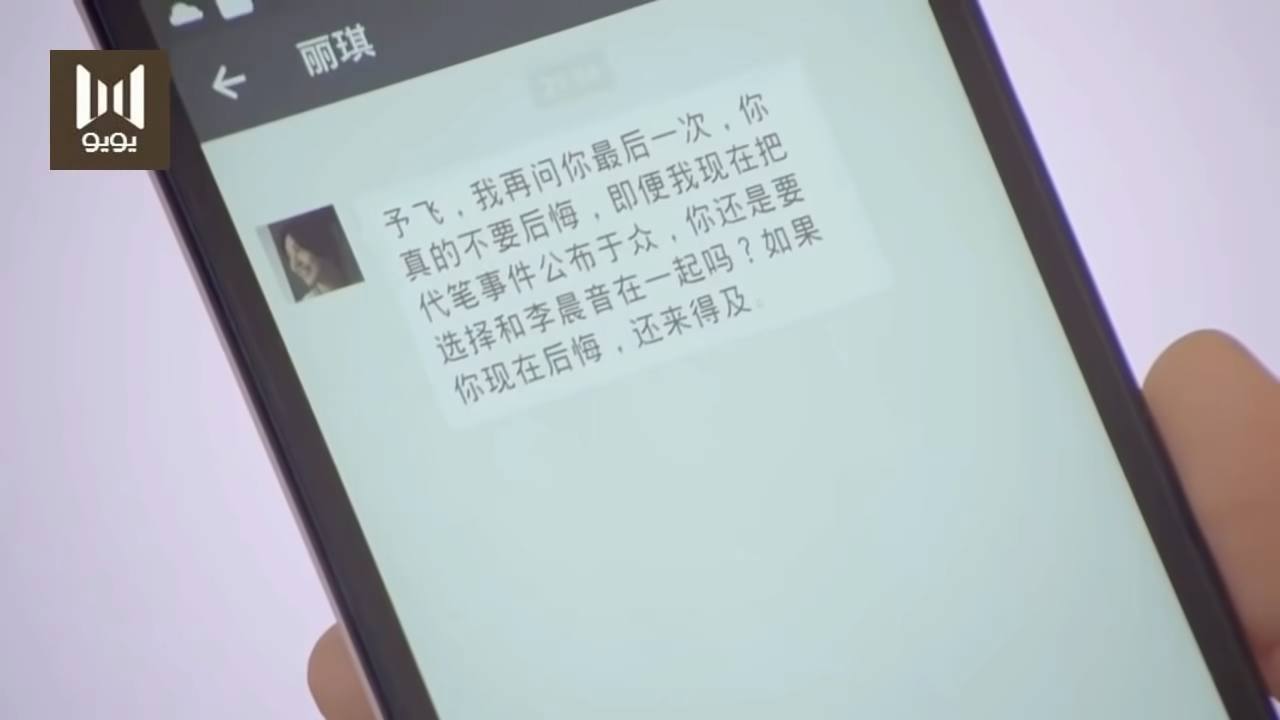 丽琪
يويو
予飞，我再问你最后一次，你
真的不要后悔，即便我现在把
代笔事件公布于众，你还是要
选择和李晨音在一起吗？如果
你现在后悔，还来得及。